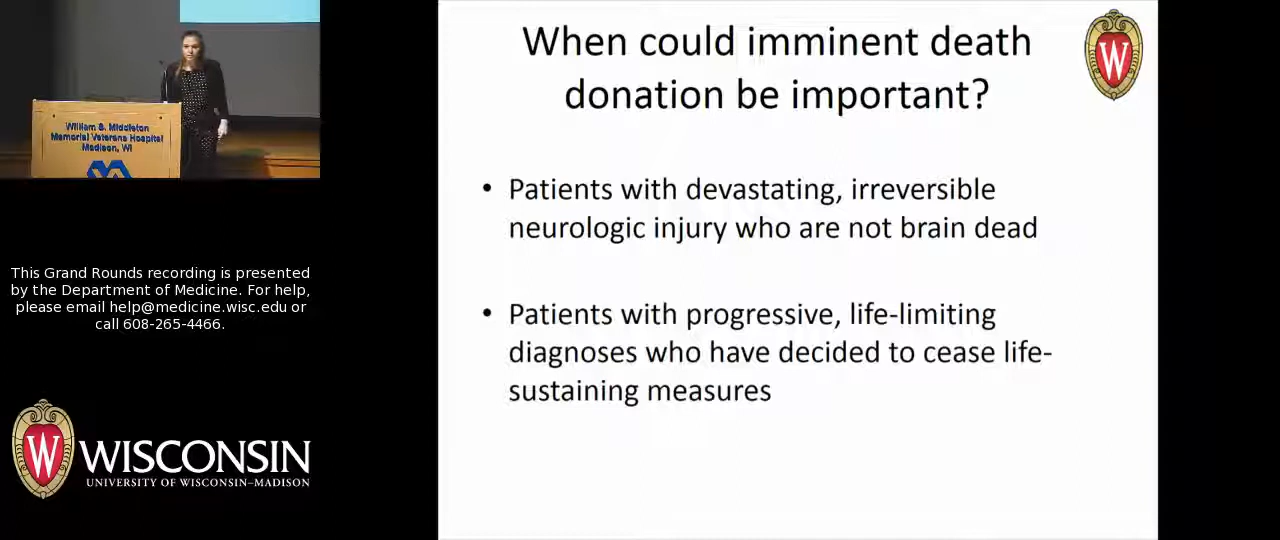 William S. Middleton
Memorial Veterans Hospital
Madison, WI
This Grand Rounds recording is presented
by the Department of Medicine. For help,
please email help@medicine.wisc.edu or
call 608-265-4466.
W WISCONSIN
UNIVERSITY OF WISCONSIN–MADISON
When could imminent death
donation be important?
W
• Patients with devastating, irreversible
neurologic injury who are not brain dead
• Patients with progressive, life-limiting
diagnoses who have decided to cease life-
sustaining measures